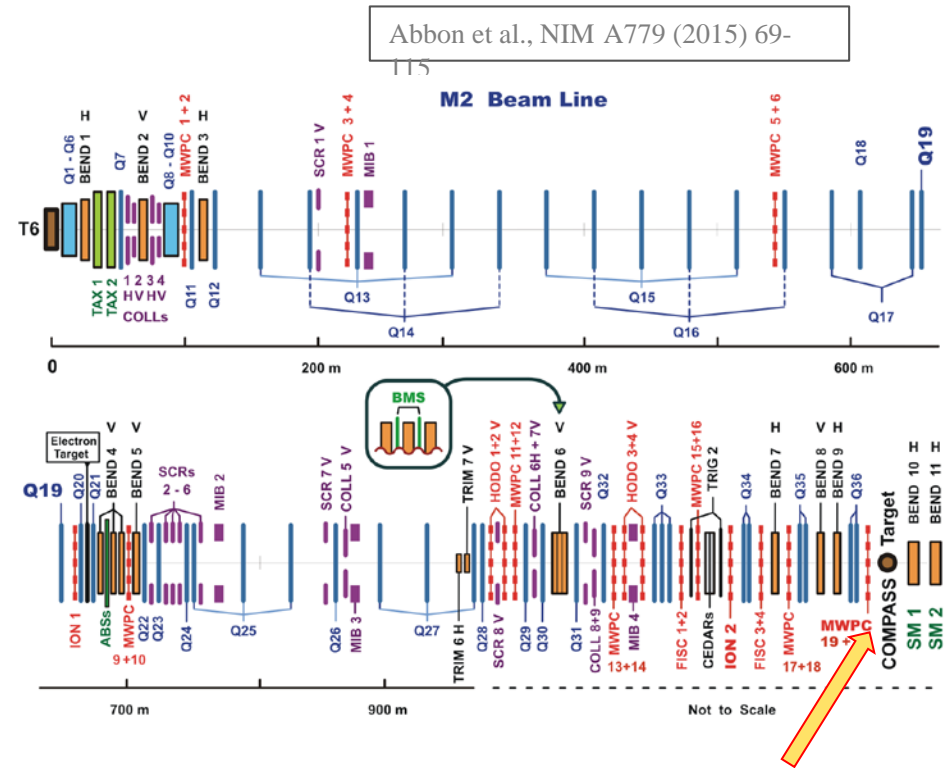 Abbon et al., NIM A779 (2015) 69-
115
M2 Beam Line
Q1 - Q6
BEND 1 H
Q7
BEND 2 V
Q8 - Q10
MWPC 1 + 2
BEND 3 H
SCR 1 V
MWPC 3 + 4
MIB 1
MWPC 5 + 6
Q18
Q19
T6
TAX 1
TAX 2
1 2 3 4
HV HV
COLLs
Q11
Q12
Q13
Q14
Q15
Q16
Q17
0
200 m
400 m
600 m
BMS
Electron
Target
Q19
Q20
Q21
BEND 4 V
BEND 5 V
SCRs
2 - 6
MIB 2
SCR 7 V
COLL 5 V
TRIM 7 V
HODO 1+2 V
MWPC 11+12
COLL 6H + 7V
BEND 6 V
SCR 9 V
Q32
HODO 3+4 V
Q33
MWPC 15+16
TRIG 2
Q34
BEND 7 H
Q35
BEND 8 V
BEND 9 H
Q36
COMPASS Target
BEND 10 H
BEND 11 H
ION 1
ABSs
MWPC
9 +10
Q22
Q23
Q24
Q25
Q26
MIB 3
Q27
TRIM 6 H
Q28
SCR 8 V
Q29
Q30
Q31
COLL 8+9
MWPC
13+14
MIB 4
FISC 1+2
CEDARs
ION 2
FISC 3+4
MWPC
17+18
MWPC
19 +
SM 1
SM 2
700 m
900 m
Not to Scale